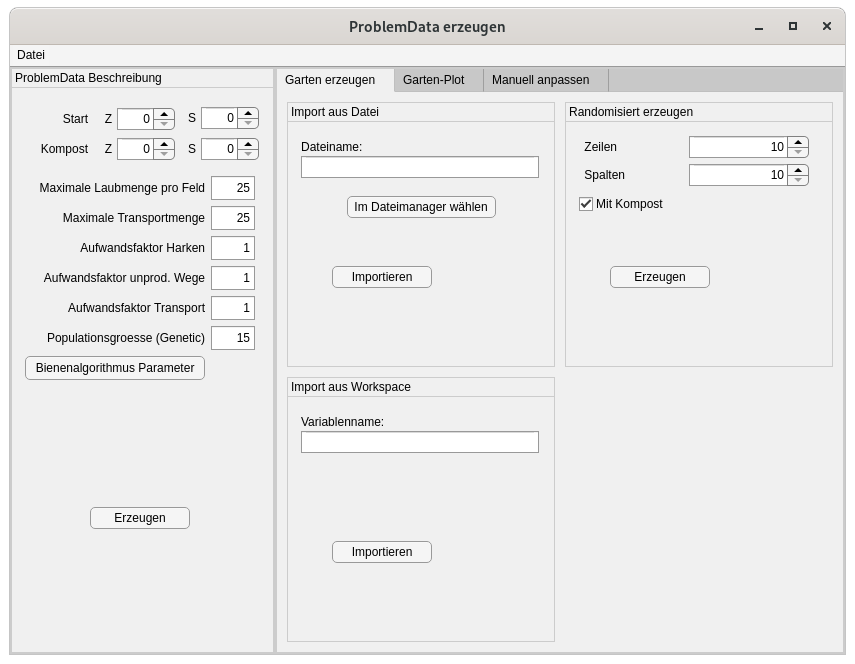 ProblemData erzeugen
Datei
ProblemData Beschreibung
Start Z 0 S 0
Kompost Z 0 S 0
Maximale Laubmenge pro Feld 25
Maximale Transportmenge 25
Aufwandsfaktor Harken 1
Aufwandsfaktor unprod. Wege 1
Aufwandsfaktor Transport 1
Populationsgroesse (Genetic) 15
Bienenalgorithmus Parameter
Erzeugen
Garten erzeugen Garten-Plot Manuell anpassen
Import aus Datei
Dateiname:
Im Dateimanager wählen
Importieren
Randomisiert erzeugen
Zeilen 10
Spalten 10
Mit Kompost
Erzeugen
Import aus Workspace
Variablenname:
Importieren